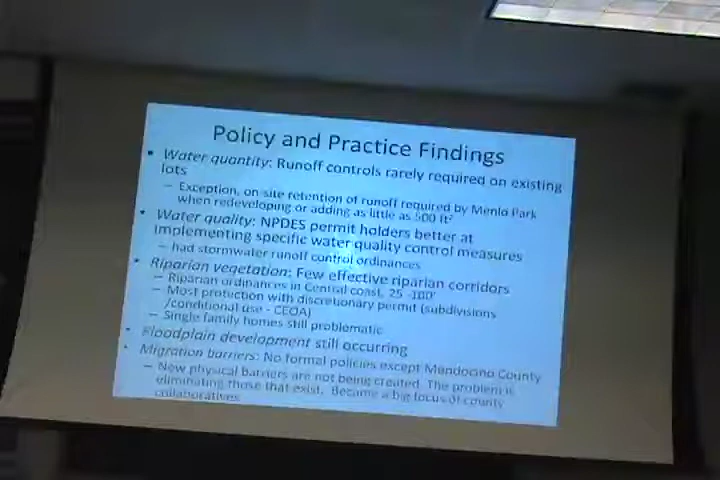 Policy and Practice Findings
• Water quantity: Runoff controls rarely required on existing
lots
– Exception, on-site retention of runoff required by Menlo Park
when redeveloping or adding as little as 500 ft²
• Water quality: NPDES permit holders better at
implementing specific water quality control measures
– had stormwater runoff control ordinances
• Riparian vegetation: Few effective riparian corridors
– Riparian ordinances in Central coast, 25 -100'
– Most protection with discretionary permit (subdivisions
/conditional use - CEQA)
– Single family homes still problematic
• Floodplain development still occurring
• Migration barriers: No formal policies except Mendocino County
– New physical barriers are not being created. The problem is
eliminating those that exist. Became a big focus of county
collaboratives